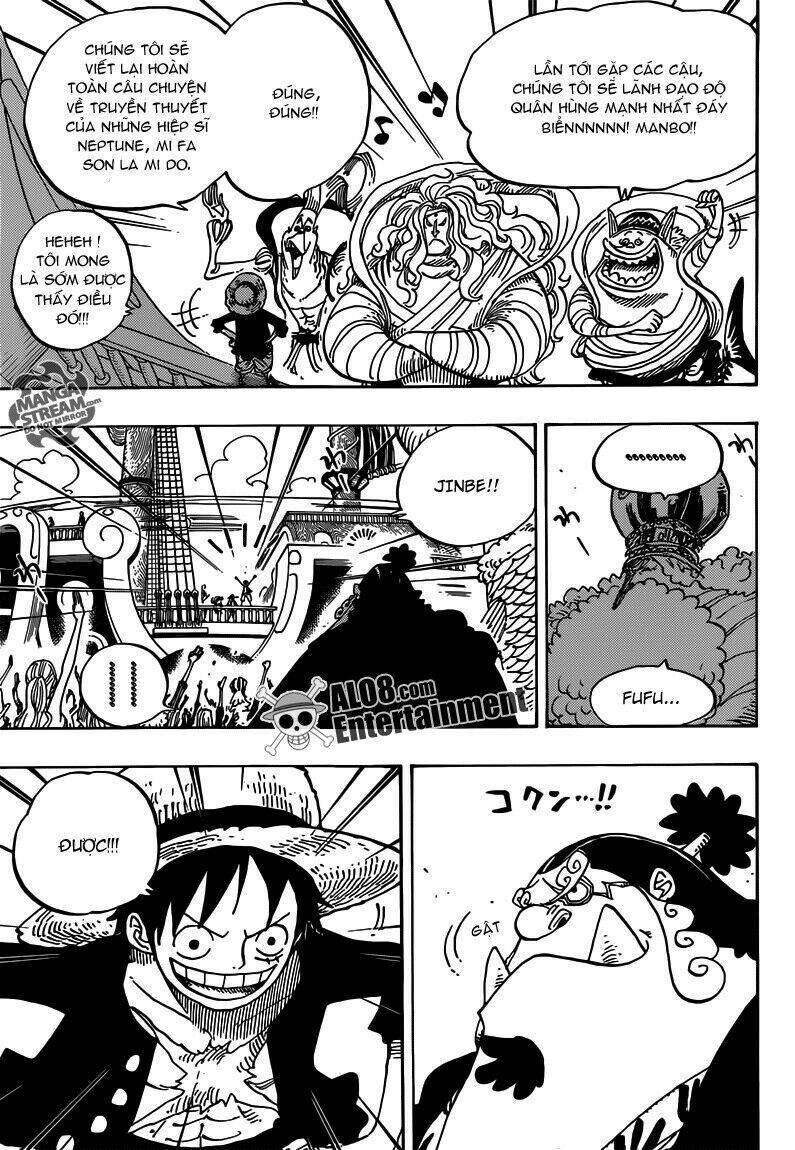 LẦN TỚI GẶP CÁC CẬU,
CHÚNG TÔI SẼ LÃNH ĐẠO ĐỘ
QUÂN HÙNG MẠNH NHẤT ĐÁY
BIỂNNNNNN! MANBO!!
ĐÚNG,
ĐÚNG!!
CHÚNG TÔI SẼ
VIẾT LẠI HOÀN
TOÀN CÂU CHUYỆN
VỀ TRUYỀN THUYẾT
CỦA NHỮNG HIỆP SĨ
NEPTUNE, MI FA
SON LA MI DO.
HEHEH !
TÔI MONG
LÀ SỚM ĐƯỢC
THẤY ĐIỀU
ĐÓ!!!
MANGA
STREAM.com
DO NOT MIRROR
..........
FUFU...
JINBE!!
!!
AL08.com
Entertainment
コクン…!!
GẬT
ĐƯỢC!!!